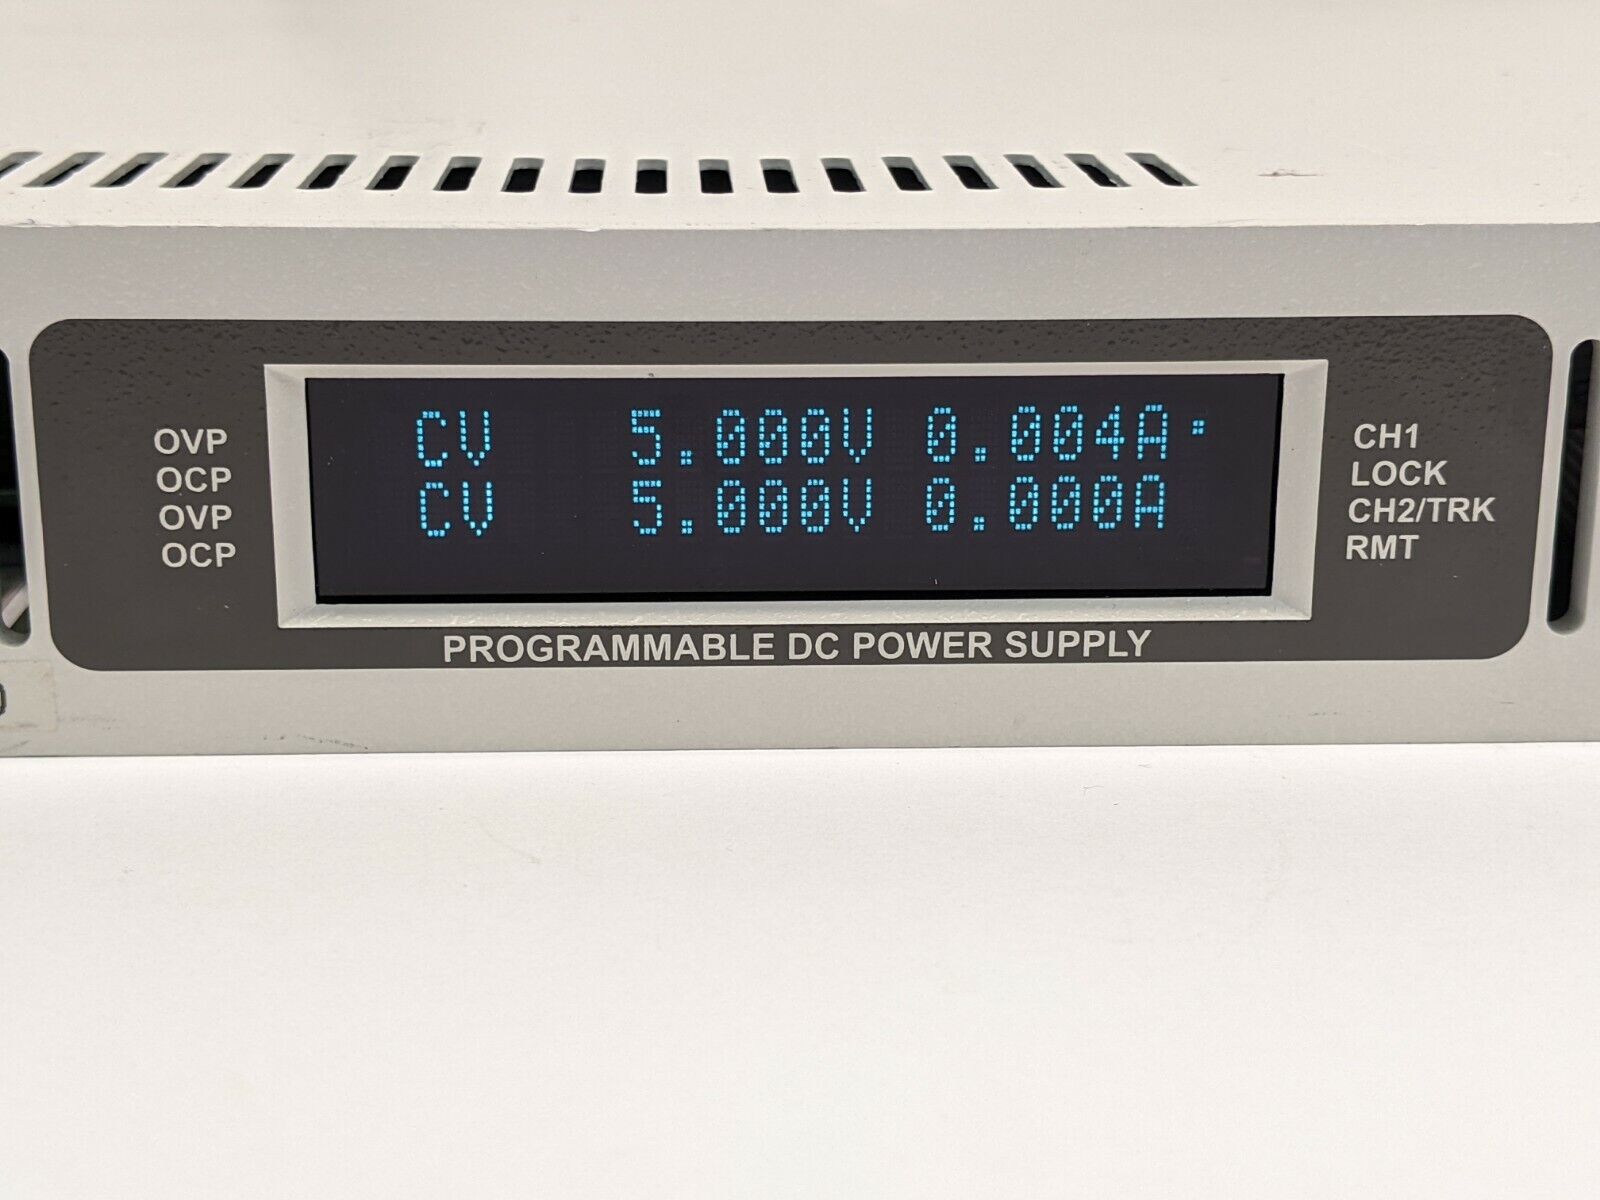 OVP
OCP
OVP
OCP
CV 5.000V 0.004A
CV 5.000V 0.000A
CH1
LOCK
CH2/TRK
RMT
PROGRAMMABLE DC POWER SUPPLY